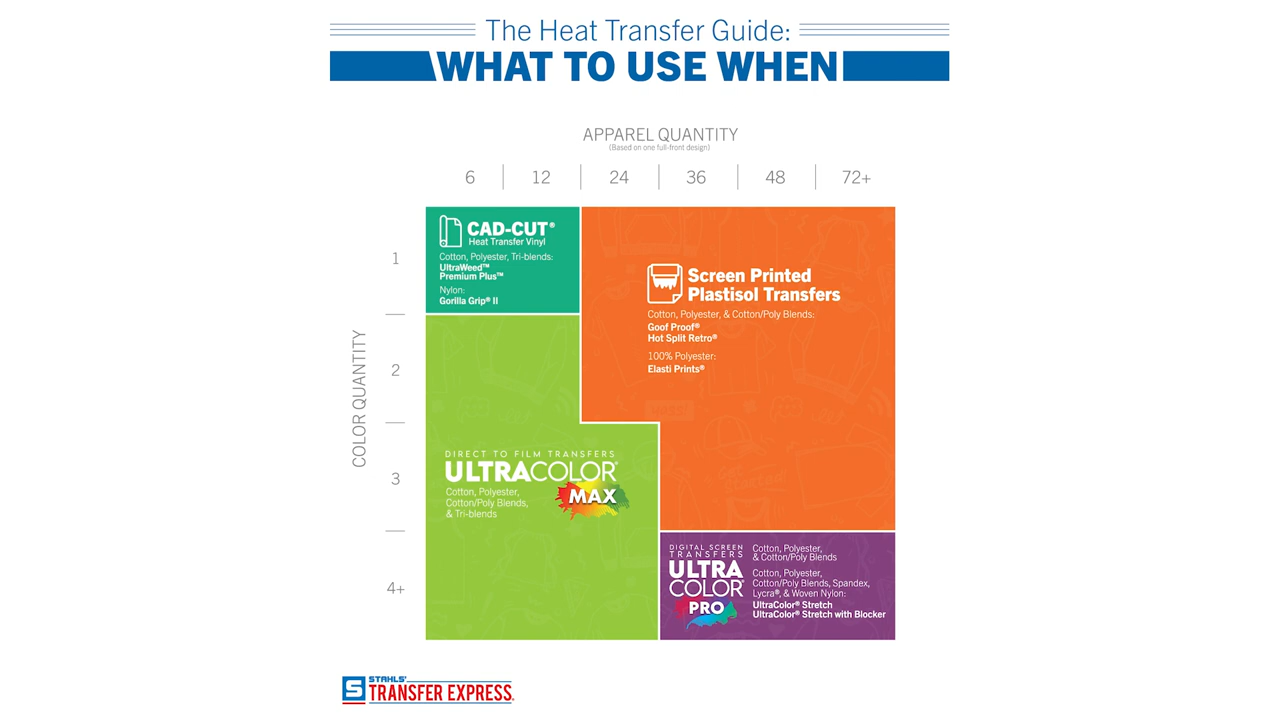 The Heat Transfer Guide:
WHAT TO USE WHEN
APPAREL QUANTITY
(Based on one full-front design)
6 12 24 36 48 72+
COLOR QUANTITY
1
2
3
4+
CAD-CUT®
Heat Transfer Vinyl
Cotton, Polyester, Tri-blends:
UltraWeed™
Premium Plus™
Nylon:
Gorilla Grip® II
Screen Printed
Plastisol Transfers
Cotton, Polyester, & Cotton/Poly Blends:
Goof Proof®
Hot Split Retro®
100% Polyester:
Elasti Prints®
DIRECT TO FILM TRANSFERS
ULTRACOLOR®
MAX
Cotton, Polyester,
Cotton/Poly Blends,
& Tri-blends
DIGITAL SCREEN
TRANSFERS
ULTRA
COLOR®
PRO
Cotton, Polyester,
& Cotton/Poly Blends
Cotton, Polyester,
Cotton/Poly Blends, Spandex,
Lycra®, & Woven Nylon:
UltraColor® Stretch
UltraColor® Stretch with Blocker
S STAHLS'
TRANSFER EXPRESS